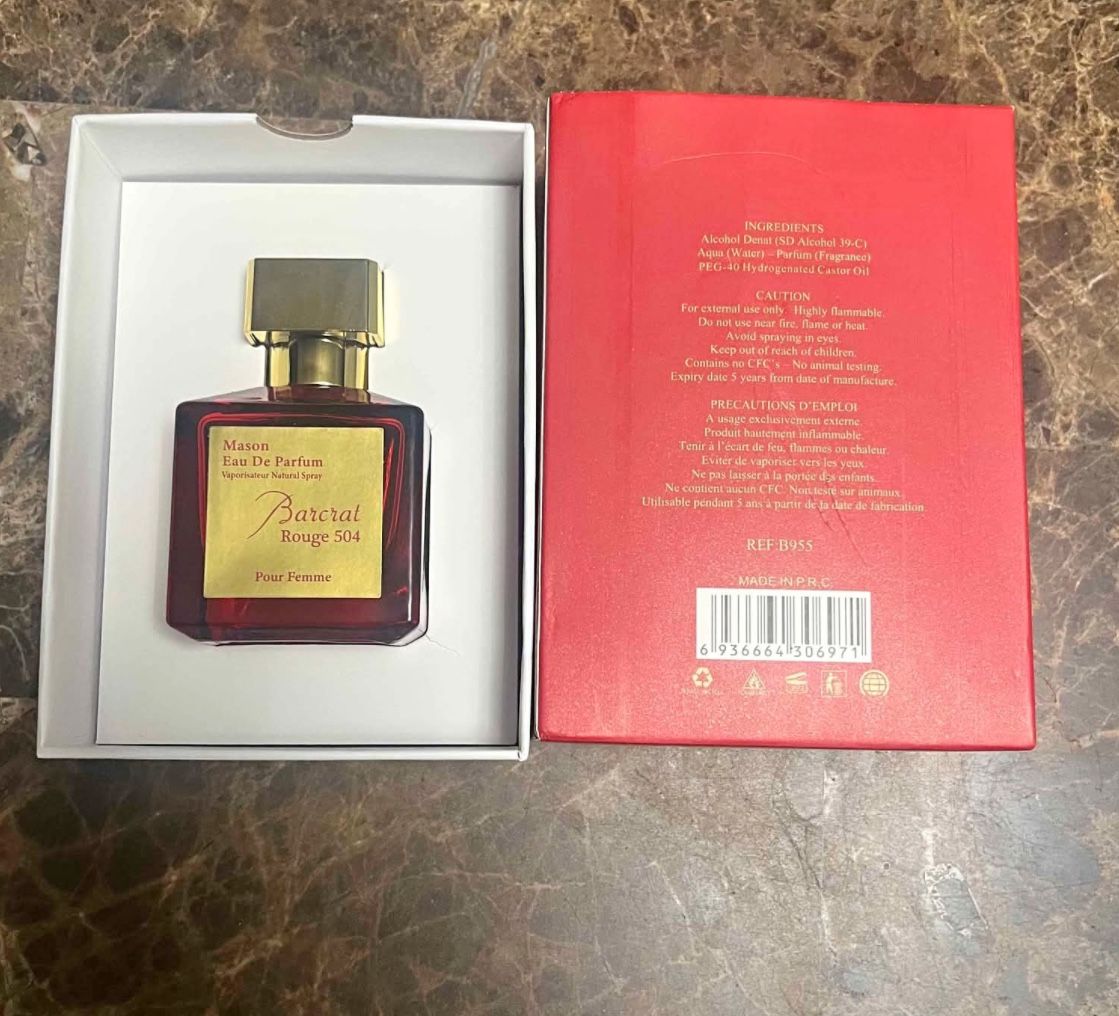 Mason
Eau De Parfum
Vaporisateur Natural Spray
Barcrat
Rouge 504
Pour Femme
INGREDIENTS
Alcohol Denat (SD Alcohol 39-C)
Aqua (Water) – Parfum (Fragrance)
PEG-40 Hydrogenated Castor Oil
CAUTION
For external use only. Highly flammable.
Do not use near fire, flame or heat.
Avoid spraying in eyes.
Keep out of reach of children.
Contains no CFC's – No animal testing.
Expiry date 5 years from date of manufacture.
PRECAUTIONS D'EMPLOI
A usage exclusivement externe.
Produit hautement inflammable.
Tenir à l'écart de feu, flammes ou chaleur.
Eviter de vaporiser vers les yeux.
Ne pas laisser à la portée des enfants.
Ne contient aucun CFC. Non testé sur animaux.
Utilisable pendant 5 ans à partir de la date de fabrication
REF B955
MADE IN P.R.C.
6 936664 306971